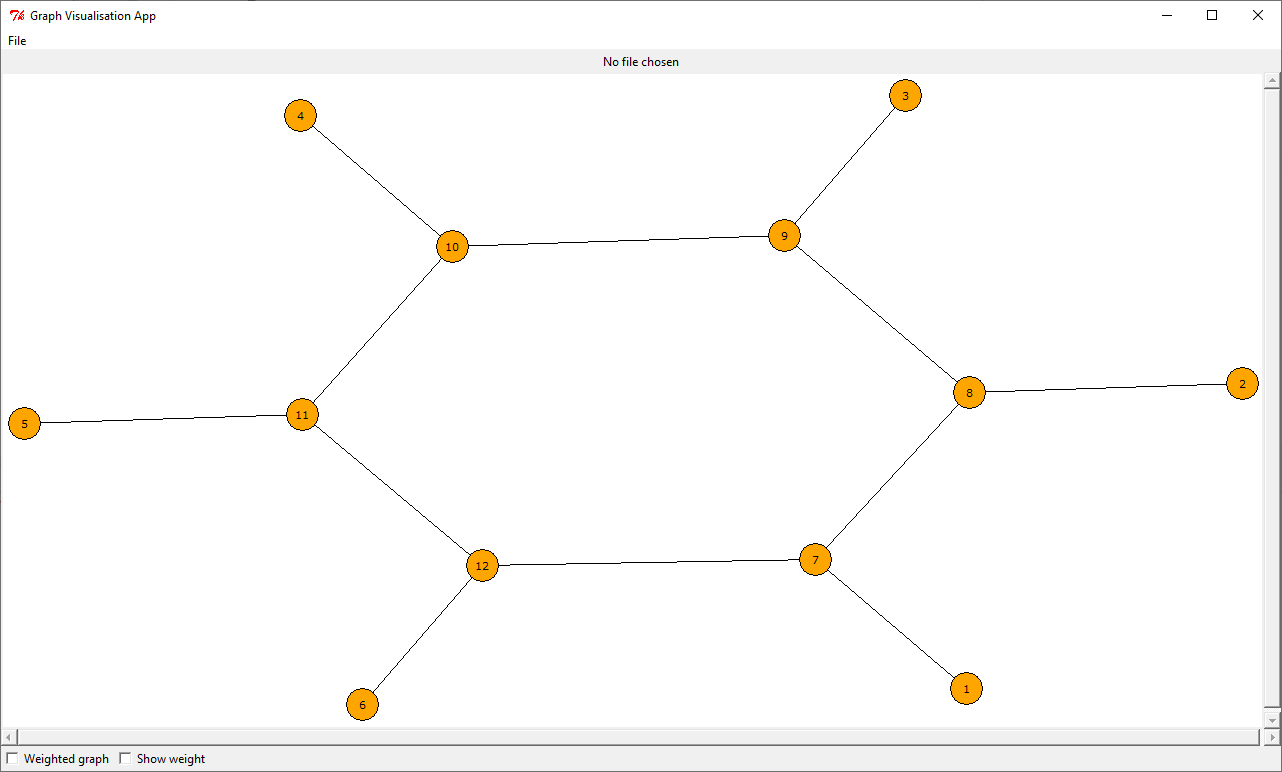 Graph Visualisation App
File
No file chosen
3
4
9
10
2
8
11
5
7
12
1
6
Weighted graph
Show weight